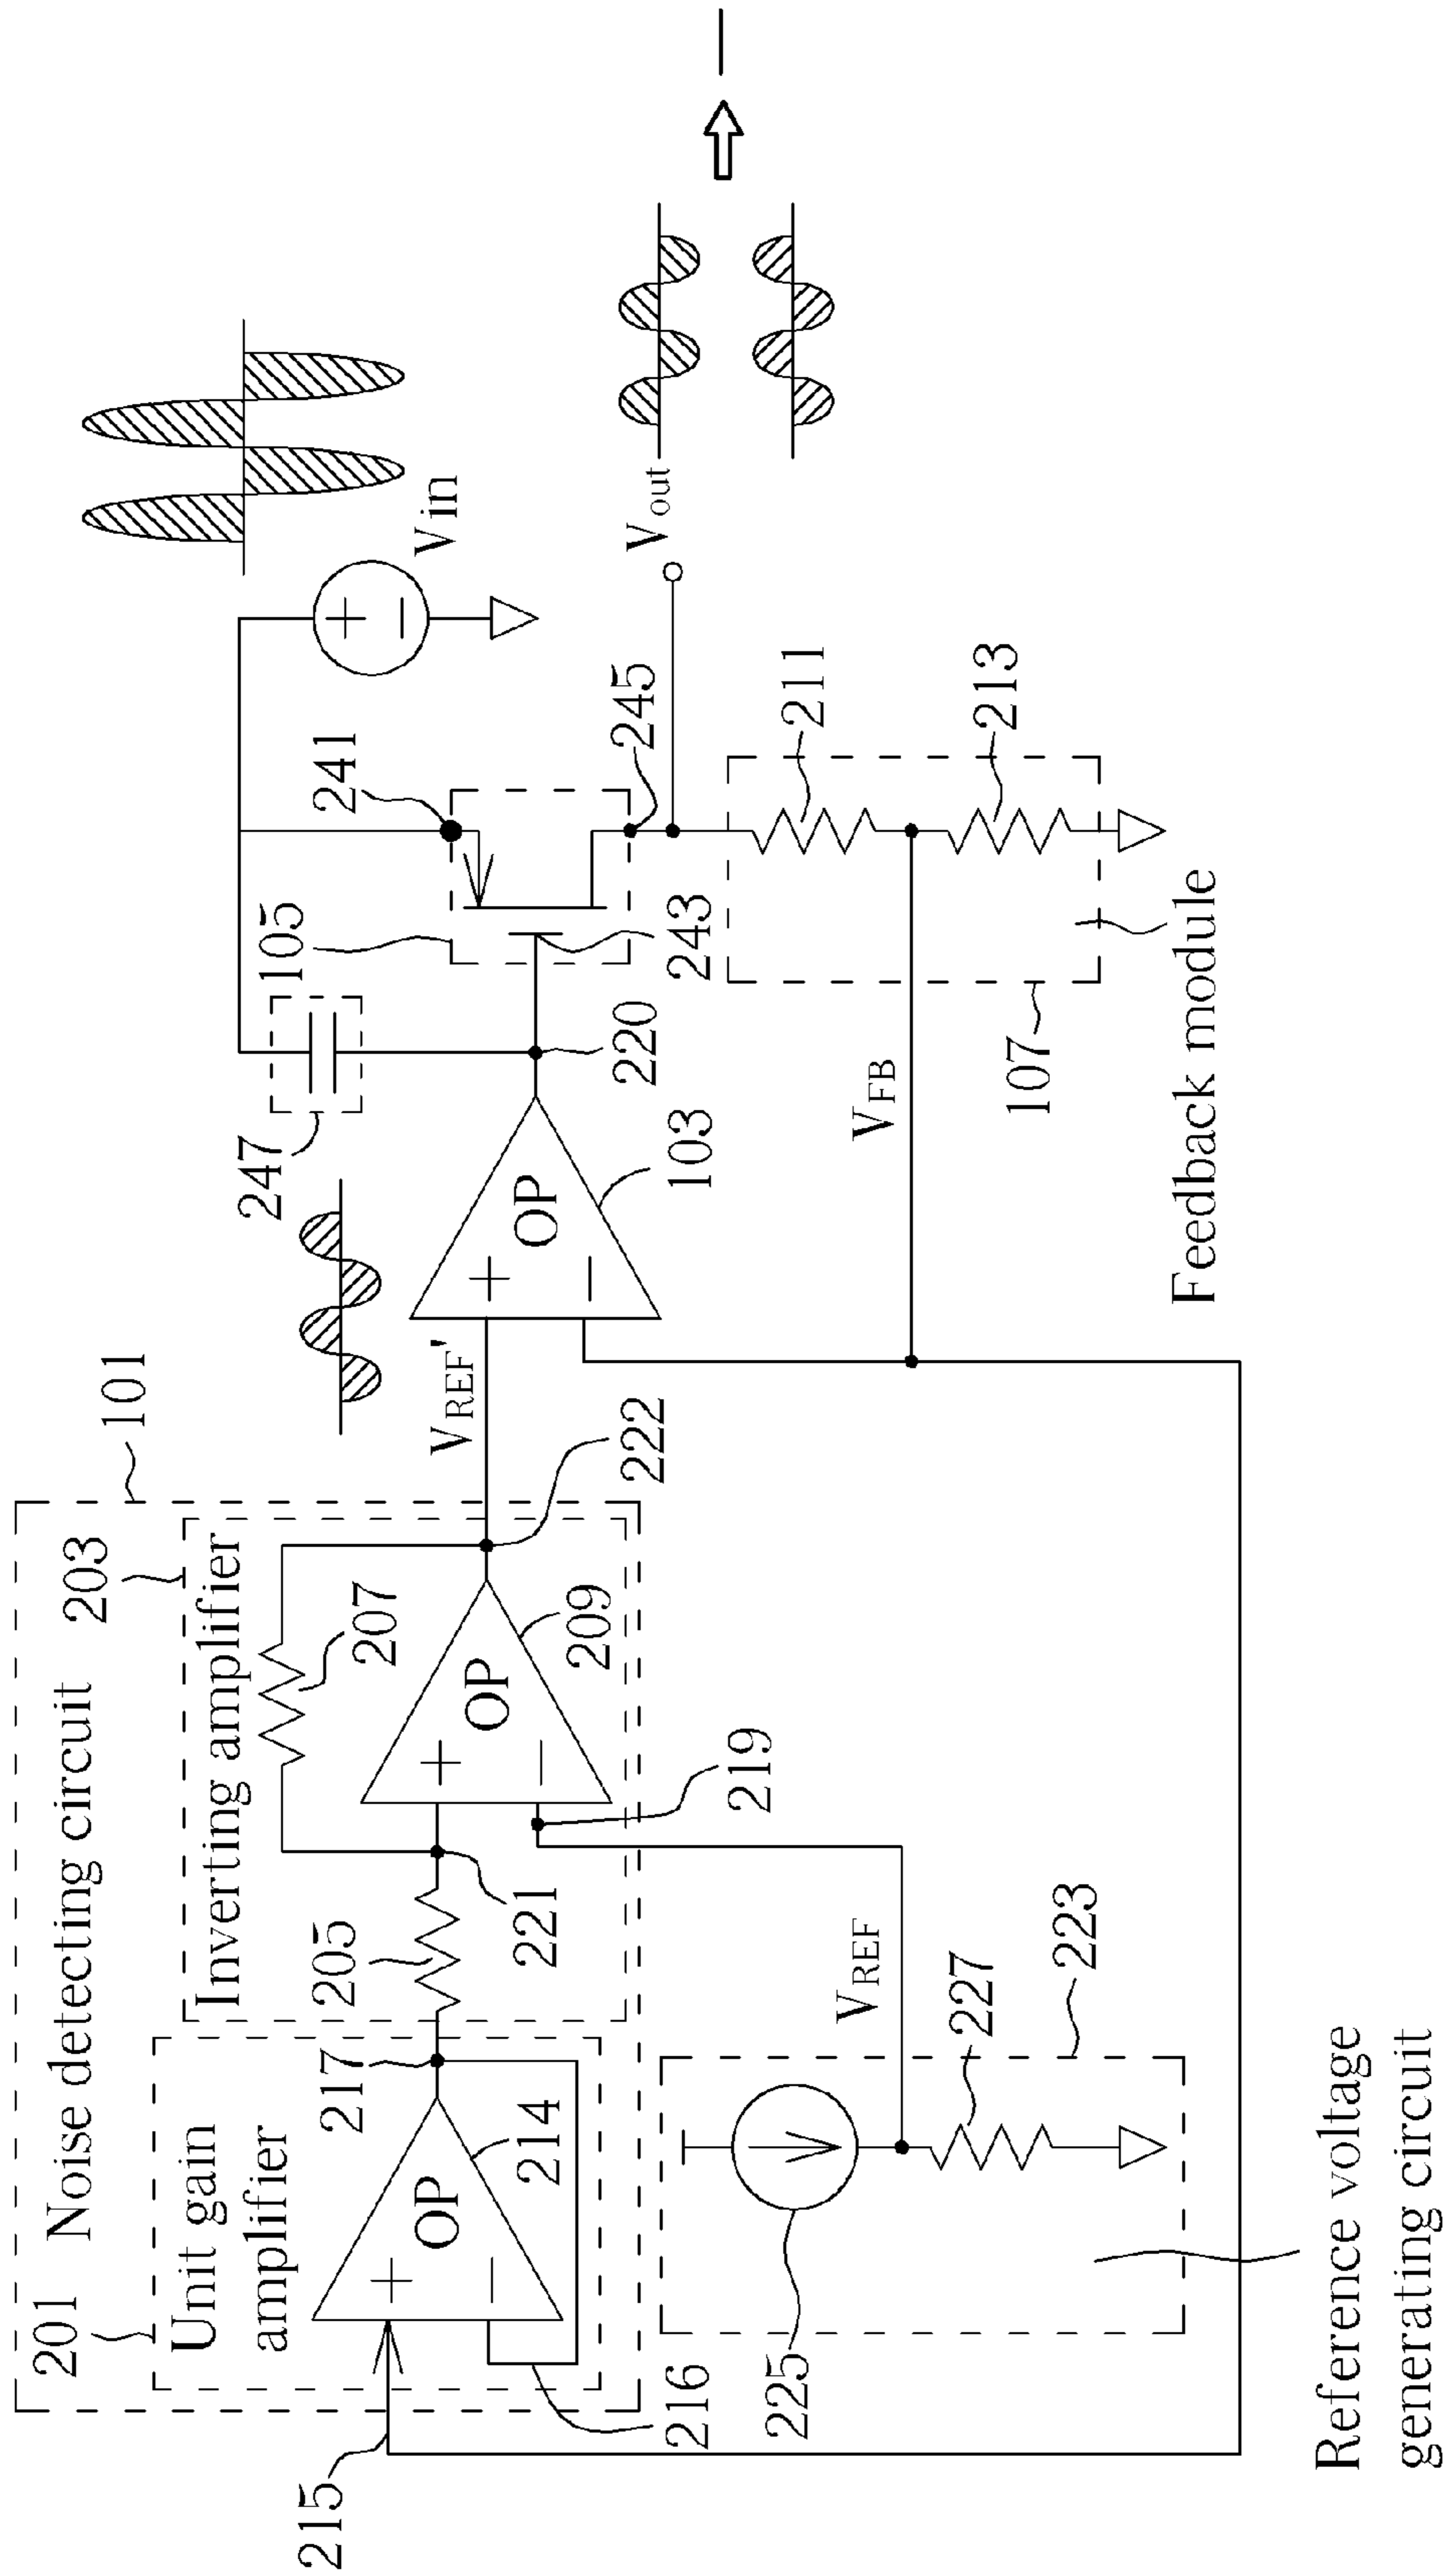 201
Noise detecting circuit
101
Unit gain
amplifier
203
Inverting amplifier
207
217
205
221
+
−
OP
214
215
216
+
−
OP
209
222
219
V_REF'
247
105
241
+
−
Vin
+
−
OP
103
220
243
245
V_out
V_REF
225
227
223
V_FB
211
213
107
Feedback module
Reference voltage
generating circuit